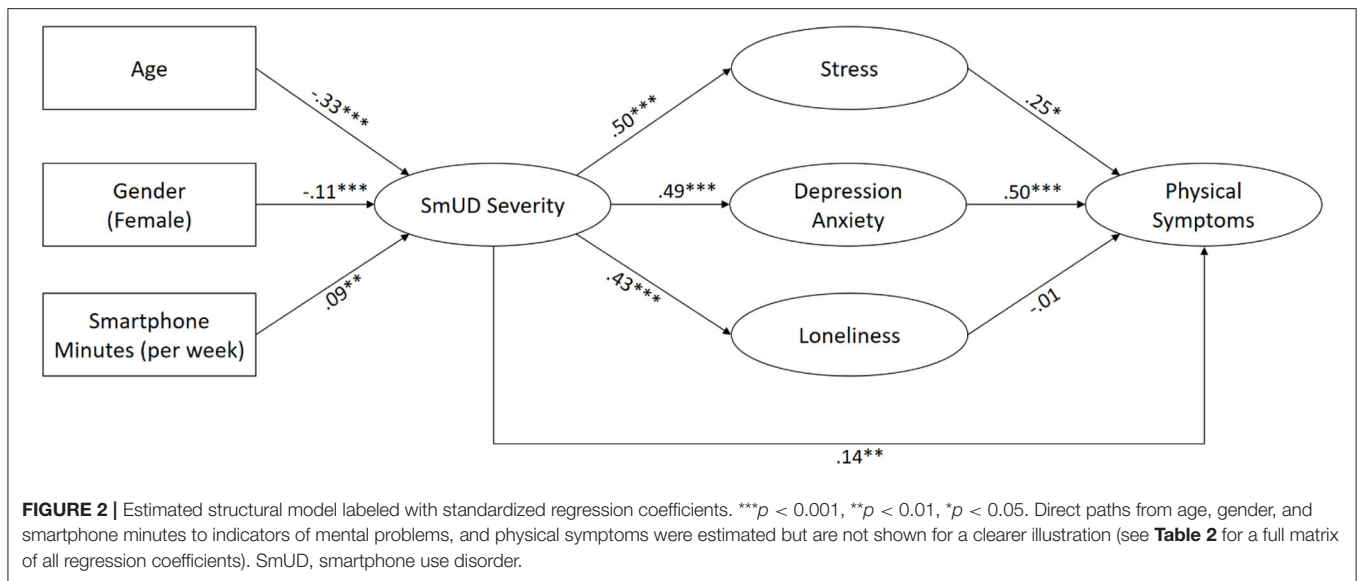 Age
-.33***
Gender
(Female)
-.11***
Smartphone
Minutes (per week)
.09**
SmUD Severity
.50***
.49***
.43***
Stress
Depression
Anxiety
Loneliness
.25*
.50***
-.01
Physical
Symptoms
.14**
FIGURE 2 | Estimated structural model labeled with standardized regression coefficients. ***p < 0.001, **p < 0.01, *p < 0.05. Direct paths from age, gender, and
smartphone minutes to indicators of mental problems, and physical symptoms were estimated but are not shown for a clearer illustration (see Table 2 for a full matrix
of all regression coefficients). SmUD, smartphone use disorder.